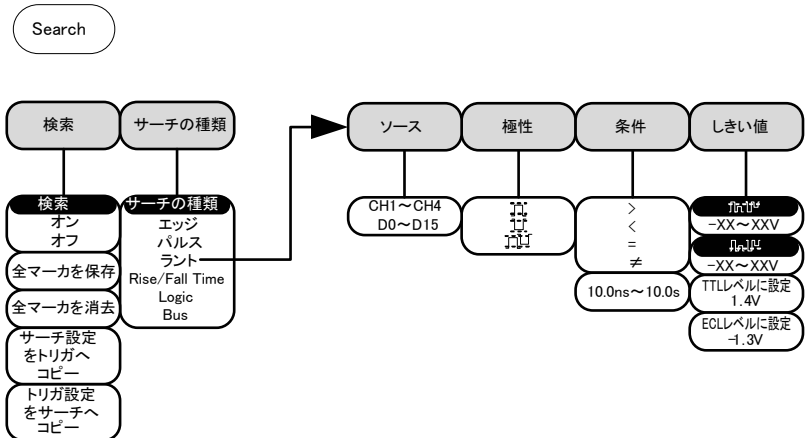 Search
検索
サーチの種類
ソース
極性
条件
しきい値
検索
オン
オフ
全マーカを保存
全マーカを消去
サーチ設定
をトリガへ
コピー
トリガ設定
をサーチへ
コピー
サーチの種類
エッジ
パルス
ラント
Rise/Fall Time
Logic
Bus
CH1～CH4
D0～D15
>
<
=
≠
10.0ns～10.0s
-XX～XXV
-XX～XXV
TTLレベルに設定
1.4V
ECLレベルに設定
-1.3V